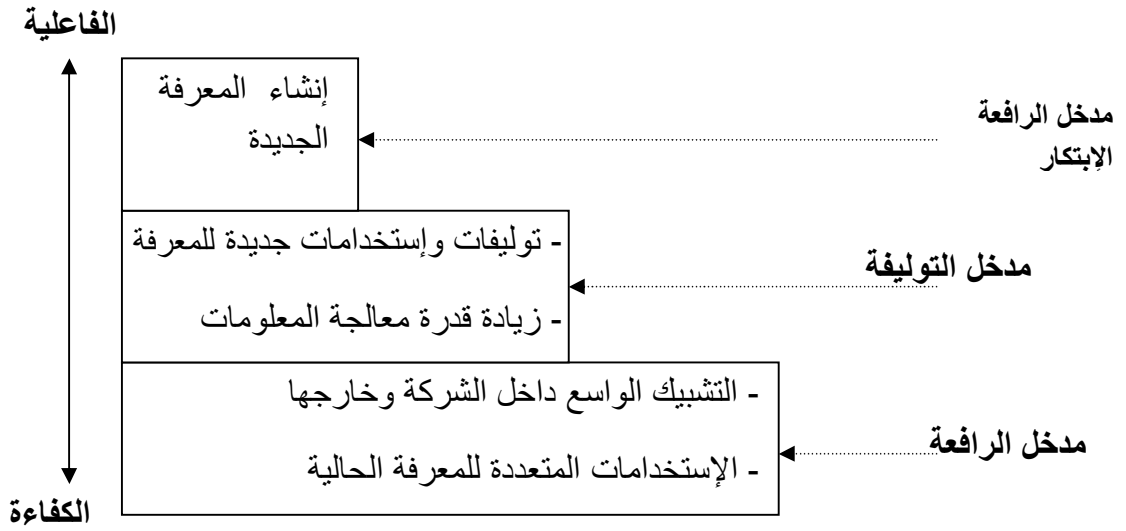 الفاعلية
إنشاء المعرفة
الجديدة
مدخل الرافعة
الإبتكار
- توليفات وإستخدامات جديدة للمعرفة
- زيادة قدرة معالجة المعلومات
مدخل التوليفة
- التشبيك الواسع داخل الشركة وخارجها
- الإستخدامات المتعددة للمعرفة الحالية
مدخل الرافعة
الكفاءة